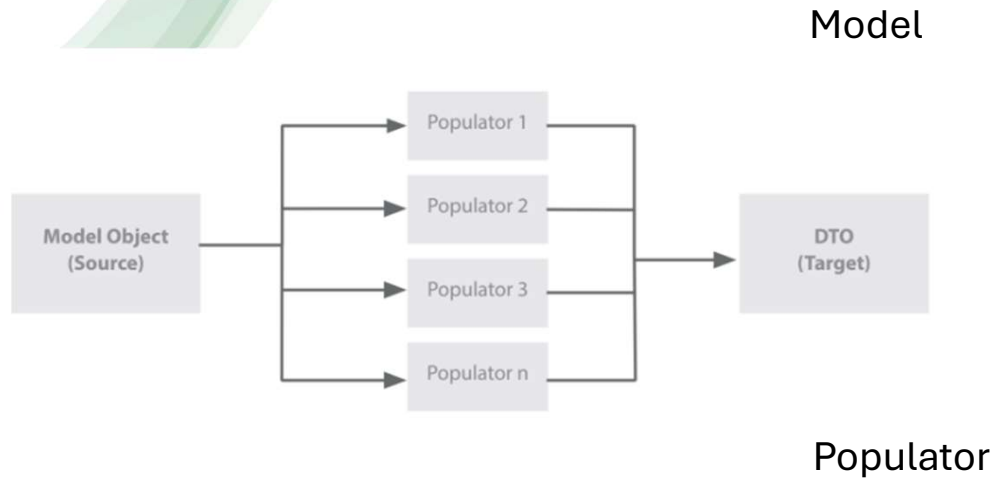 Model
Populator 1
Populator 2
Model Object
(Source)
DTO
(Target)
Populator 3
Populator n
Populator